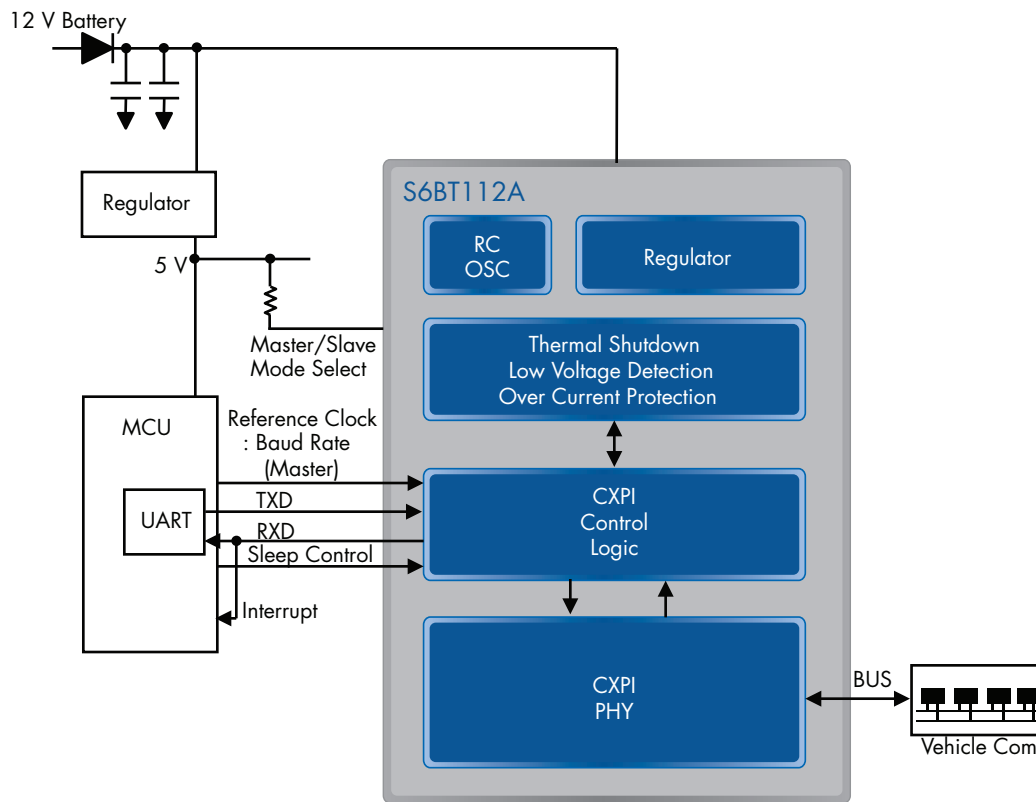 12 V Battery
S6BT112A
RC
OSC
Regulator
Regulator
5 V
Thermal Shutdown
Low Voltage Detection
Over Current Protection
Master/Slave
Mode Select
MCU
Reference Clock
: Baud Rate
(Master)
UART
TXD
RXD
Sleep Control
Interrupt
CXPI
Control
Logic
CXPI
PHY
BUS
Vehicle Com